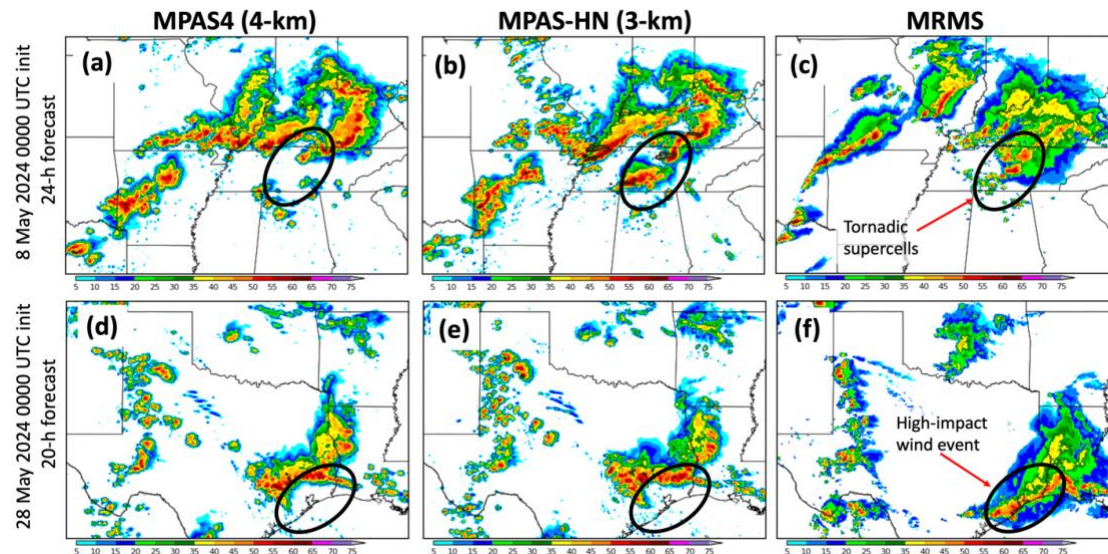 MPAS4 (4-km) MPAS-HN (3-km) MRMS
8 May 2024 0000 UTC init
24-h forecast
(a) (b) (c)
Tornadic
supercells
5 10 15 20 25 30 35 40 45 50 55 60 65 70 75 5 10 15 20 25 30 35 40 45 50 55 60 65 70 75 5 10 15 20 25 30 35 40 45 50 55 60 65 70 75
28 May 2024 0000 UTC init
20-h forecast
(d) (e) (f)
High-impact
wind event
5 10 15 20 25 30 35 40 45 50 55 60 65 70 75 5 10 15 20 25 30 35 40 45 50 55 60 65 70 75 5 10 15 20 25 30 35 40 45 50 55 60 65 70 75